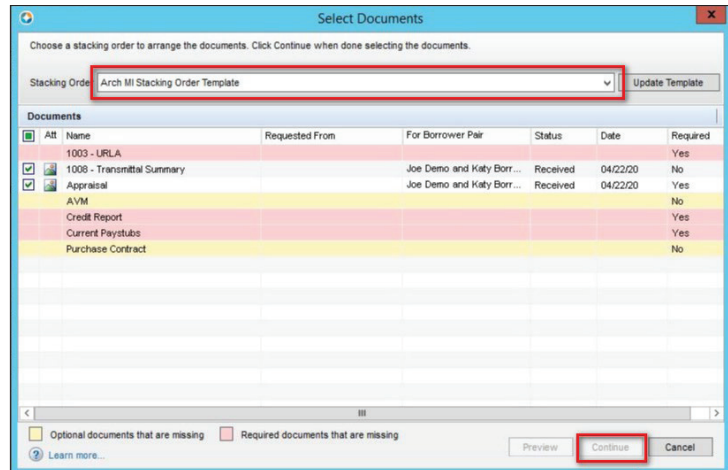 Select Documents
x
Choose a stacking order to arrange the documents. Click Continue when done selecting the documents.
Stacking Order Arch MI Stacking Order Template Update Template
Documents
Att Name Requested From For Borrower Pair Status Date Required
1003 - URLA Yes
1008 - Transmittal Summary Joe Demo and Katy Borr... Received 04/22/20 No
Appraisal Joe Demo and Katy Borr... Received 04/22/20 Yes
AVM No
Credit Report Yes
Current Paystubs Yes
Purchase Contract No
Optional documents that are missing Required documents that are missing
Learn more...
Preview Continue Cancel